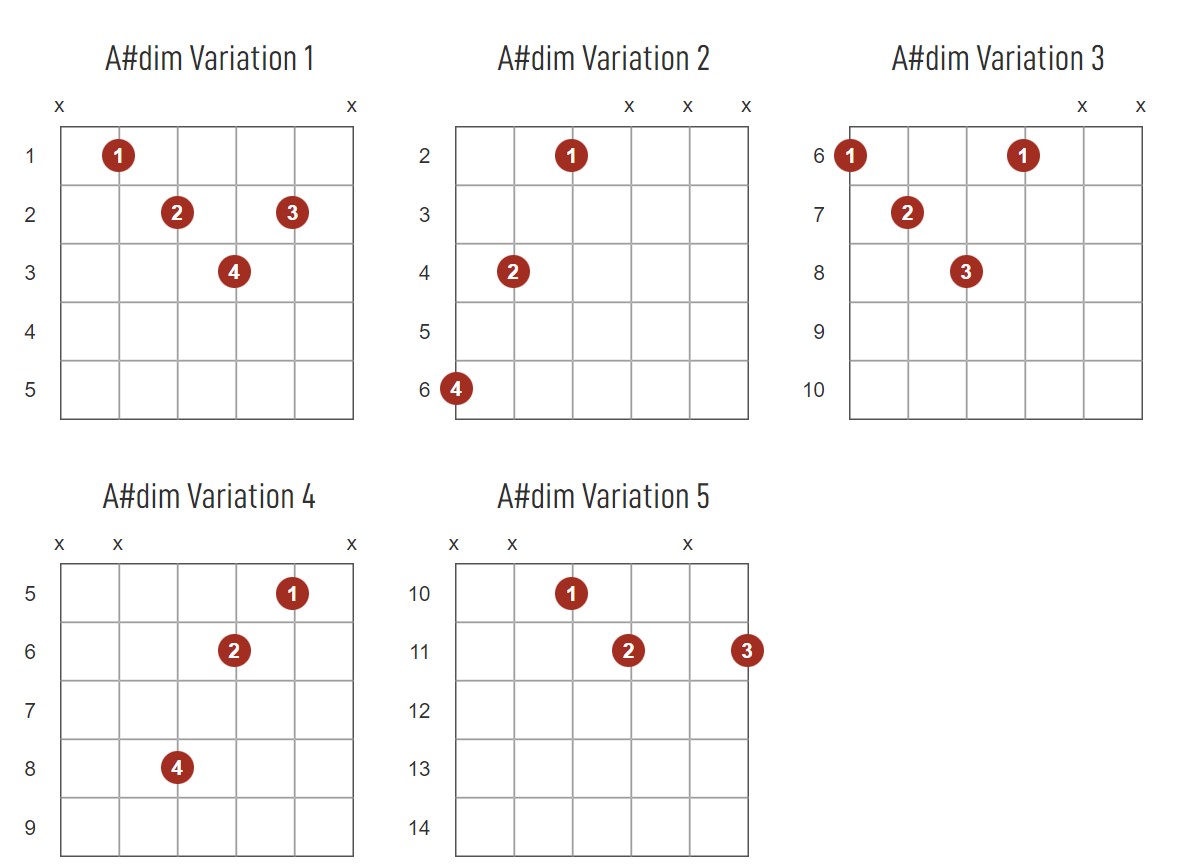 A#dim Variation 1 A#dim Variation 2 A#dim Variation 3
x x x x x x x
1 1 2 1 6 1 1
2 2 3 3 7 2
3 4 4 2 8 3
4 5 9
5 6 4 10
A#dim Variation 4 A#dim Variation 5
x x x x x x
5 1 10 1
6 2 11 2 3
7 12
8 4 13
9 14